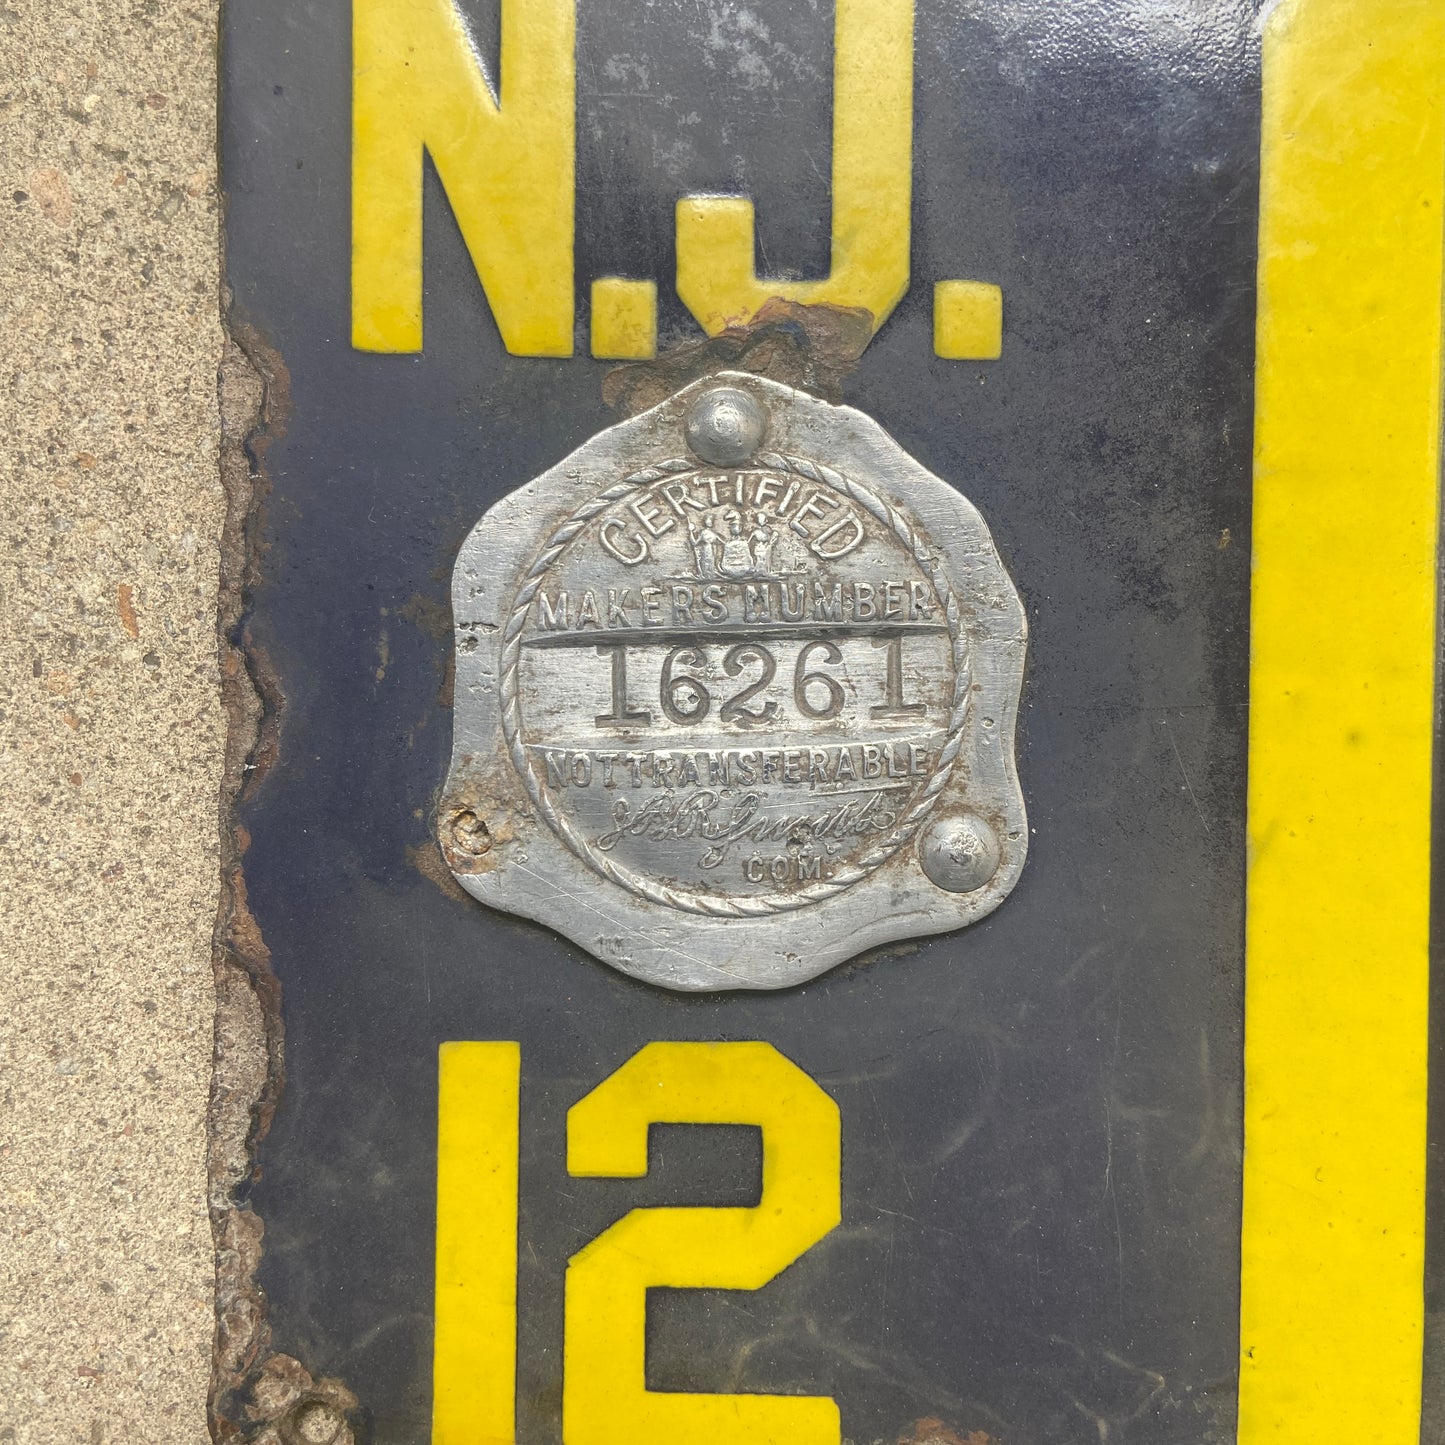 N.J.
CERTIFIED
MAKERS NUMBER
16261
NOT TRANSFERABLE
COM.
12